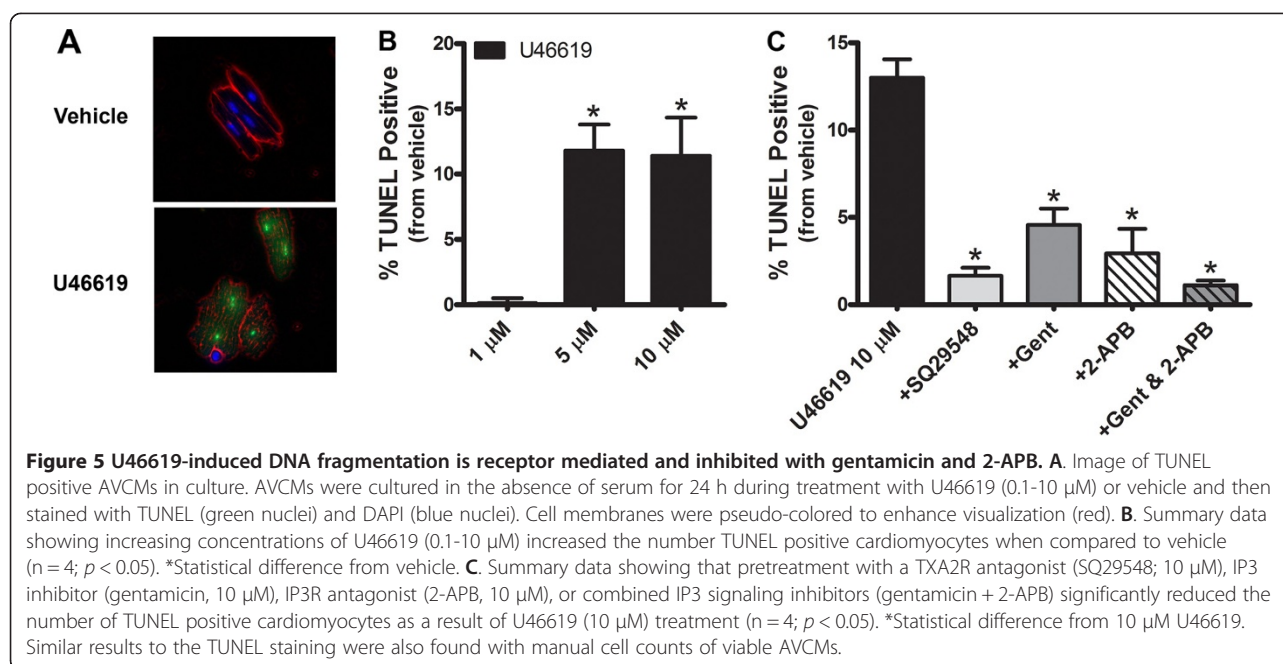 A
Vehicle
U46619
B
U46619
% TUNEL Positive
(from vehicle)
20
15
10
5
0
*
*
1 µM
5 µM
10 µM
C
% TUNEL Positive
(from vehicle)
15
10
5
0
*
*
*
*
U46619 10 µM
+SQ29548
+Gent
+2-APB
+Gent & 2-APB
Figure 5 U46619-induced DNA fragmentation is receptor mediated and inhibited with gentamicin and 2-APB. A. Image of TUNEL
positive AVCMs in culture. AVCMs were cultured in the absence of serum for 24 h during treatment with U46619 (0.1-10 μM) or vehicle and then
stained with TUNEL (green nuclei) and DAPI (blue nuclei). Cell membranes were pseudo-colored to enhance visualization (red). B. Summary data
showing increasing concentrations of U46619 (0.1-10 μM) increased the number TUNEL positive cardiomyocytes when compared to vehicle
(n = 4; p < 0.05). *Statistical difference from vehicle. C. Summary data showing that pretreatment with a TXA2R antagonist (SQ29548; 10 μM), IP3
inhibitor (gentamicin, 10 μM), IP3R antagonist (2-APB, 10 μM), or combined IP3 signaling inhibitors (gentamicin + 2-APB) significantly reduced the
number of TUNEL positive cardiomyocytes as a result of U46619 (10 μM) treatment (n = 4; p < 0.05). *Statistical difference from 10 μM U46619.
Similar results to the TUNEL staining were also found with manual cell counts of viable AVCMs.